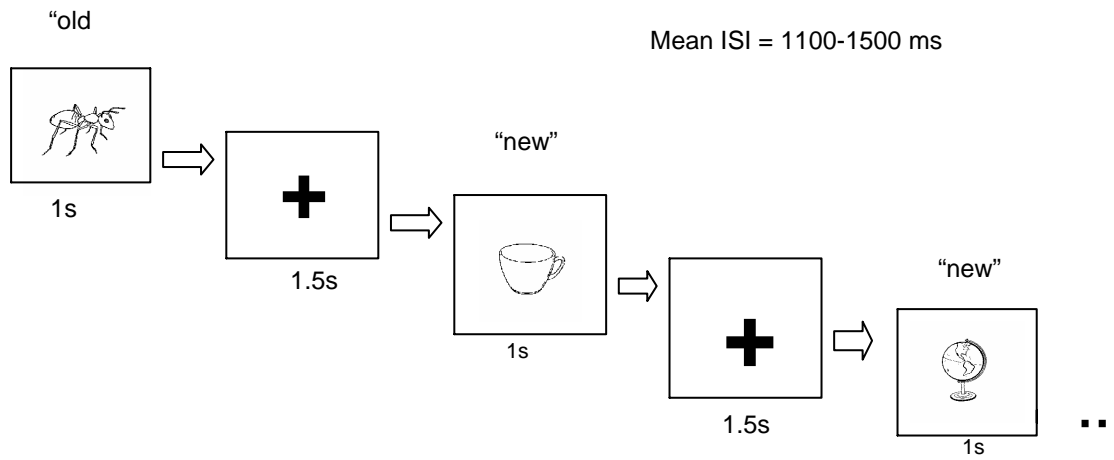 “old
Mean ISI = 1100-1500 ms
1s
“new”
1.5s
1s
“new”
1.5s
1s
..